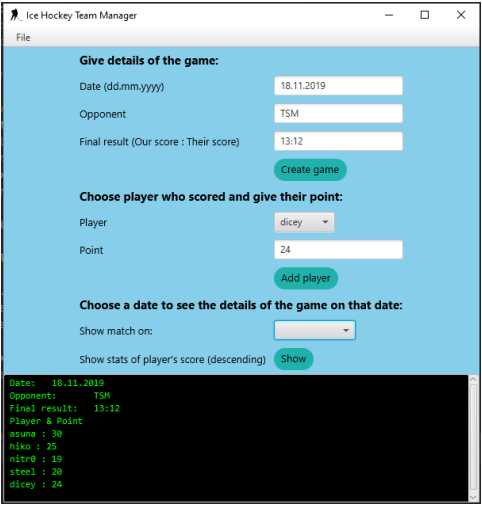 Ice Hockey Team Manager
File
Give details of the game:
Date (dd.mm.yyyy) 18.11.2019
Opponent TSM
Final result (Our score : Their score) 13:12
Create game
Choose player who scored and give their point:
Player dicey
Point 24
Add player
Choose a date to see the details of the game on that date:
Show match on:
Show stats of player's score (descending) Show
Date: 18.11.2019
Opponent: TSM
Final result: 13:12
Player & Point
asuna : 30
hiko : 25
nitr0 : 19
steel : 20
dicey : 24